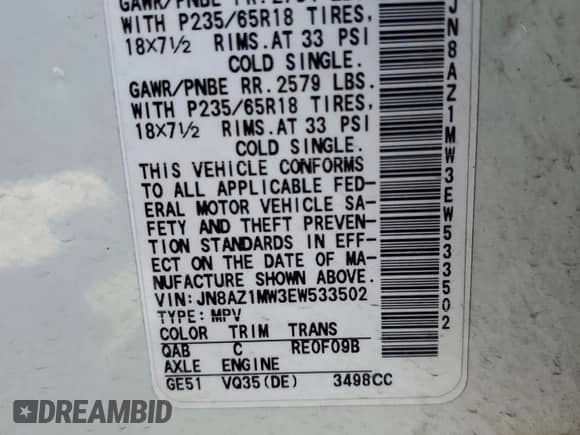 GAWR/PNBE FR.
WITH P235/65R18 TIRES,
18X7½ RIMS.AT 33 PSI
COLD SINGLE.
GAWR/PNBE RR. 2579 LBS.
WITH P235/65R18 TIRES,
18X7½ RIMS.AT 33 PSI
COLD SINGLE.
THIS VEHICLE CONFORMS
TO ALL APPLICABLE FED-
ERAL MOTOR VEHICLE SA-
FETY AND THEFT PREVEN-
TION STANDARDS IN EFF-
ECT ON THE DATE OF MA-
NUFACTURE SHOWN ABOVE.
VIN: JN8AZ1MW3EW533502
TYPE: MPV
COLOR TRIM TRANS
QAB C RE0F09B
AXLE ENGINE
GE51 VQ35(DE) 3498CC
JN8AZ1MW3EW533502
DREAMBID